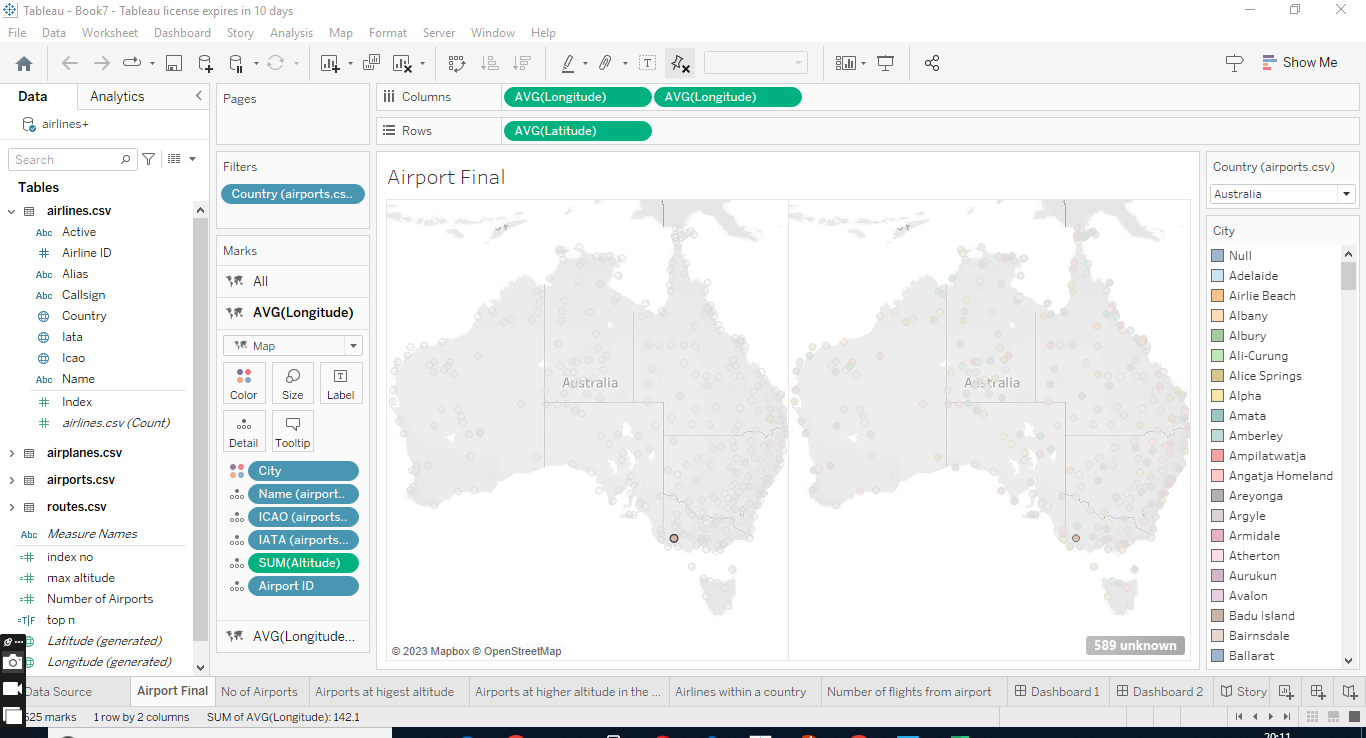 Tableau - Book7 - Tableau license expires in 10 days
File Data Worksheet Dashboard Story Analysis Map Format Server Window Help
Show Me
Data Analytics
airlines+
Search
Tables
airlines.csv
Abc Active
# Airline ID
Abc Alias
Abc Callsign
Country
Iata
Icao
Abc Name
# Index
# airlines.csv (Count)
airplanes.csv
airports.csv
routes.csv
Abc Measure Names
=# index no
=# max altitude
=# Number of Airports
=T|F top n
Latitude (generated)
Longitude (generated)
Pages
Filters
Country (airports.cs..
Marks
All
AVG(Longitude)
Map
Color Size Label
Detail Tooltip
City
Name (airport..
ICAO (airports..
IATA (airports...
SUM(Altitude)
Airport ID
AVG(Longitude...
Columns AVG(Longitude) AVG(Longitude)
Rows AVG(Latitude)
Airport Final
Australia Australia
© 2023 Mapbox © OpenStreetMap
589 unknown
Country (airports.csv)
Australia
City
Null
Adelaide
Airlie Beach
Albany
Albury
Ali-Curung
Alice Springs
Alpha
Amata
Amberley
Ampilatwatja
Angatja Homeland
Areyonga
Argyle
Armidale
Atherton
Aurukun
Avalon
Badu Island
Bairnsdale
Ballarat
Data Source Airport Final No of Airports Airports at higest altitude Airports at higher altitude in the ... Airlines within a country Number of flights from airport Dashboard 1 Dashboard 2 Story
625 marks 1 row by 2 columns SUM of AVG(Longitude): 142.1
20:11